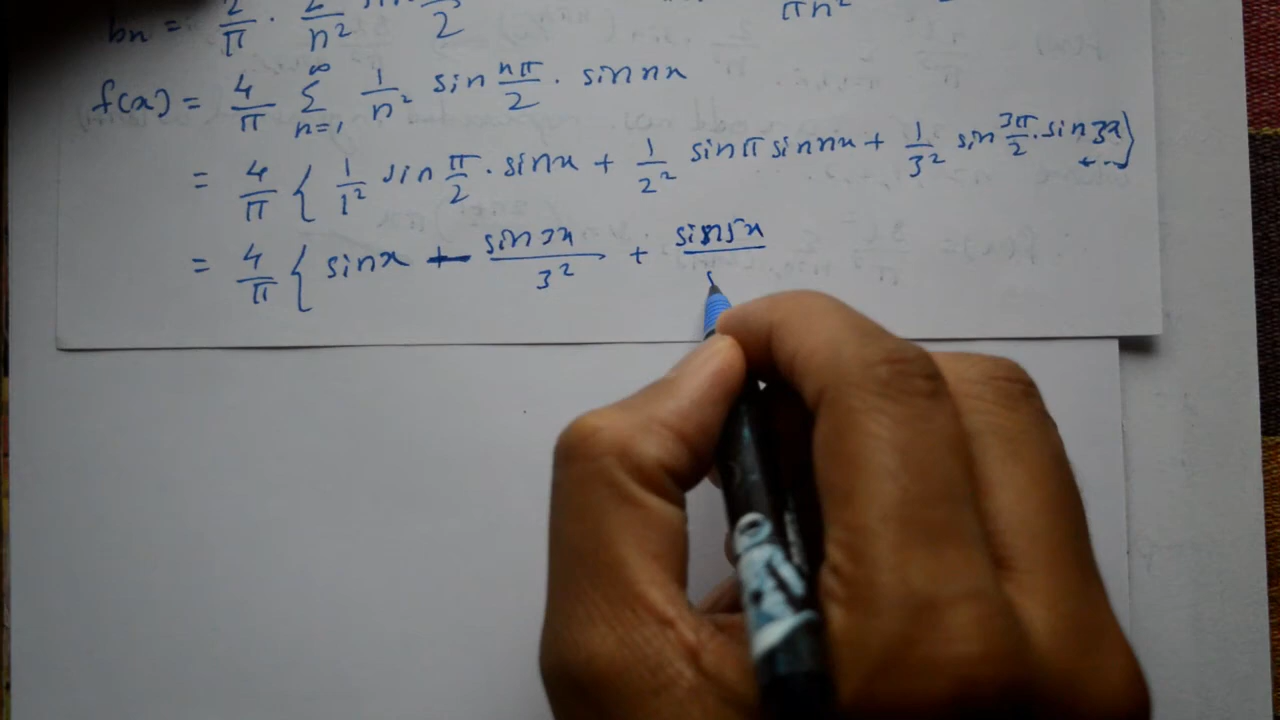 bn = 2/π · 2/n² sin nπ/2 πn²
f(x) = 4/π ∞ Σ n=1 1/n² sin nπ/2 · sin nx
= 4/π { 1/1² sin π/2 · sin x + 1/2² sin π sin nx + 1/3² sin 3π/2 · sin 3x + ... }
= 4/π { sin x - sin 3x / 3² + sin 5x